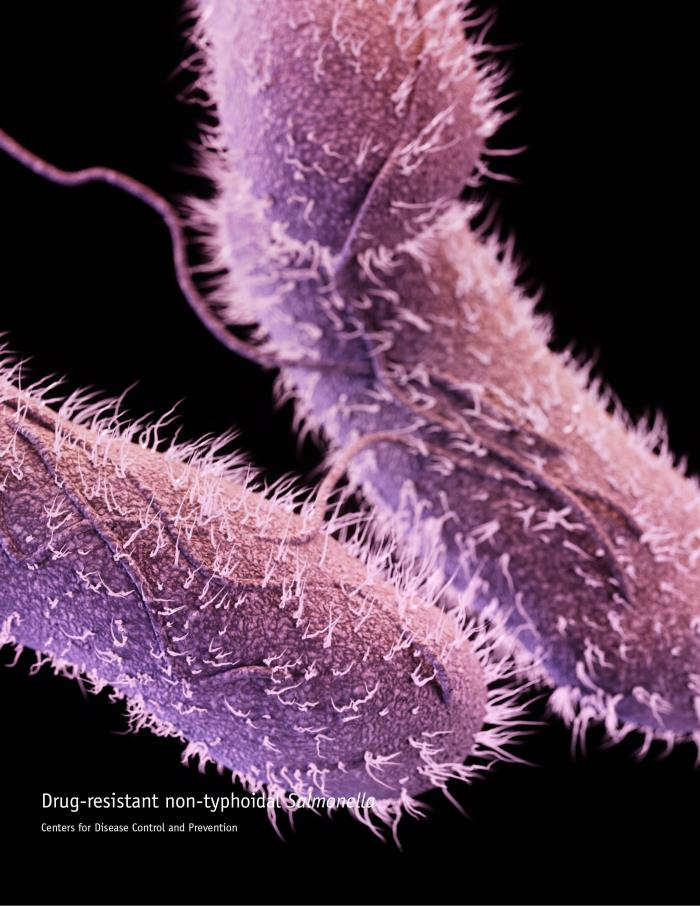 Drug-resistant non-typhoidal Salmonella
Centers for Disease Control and Prevention